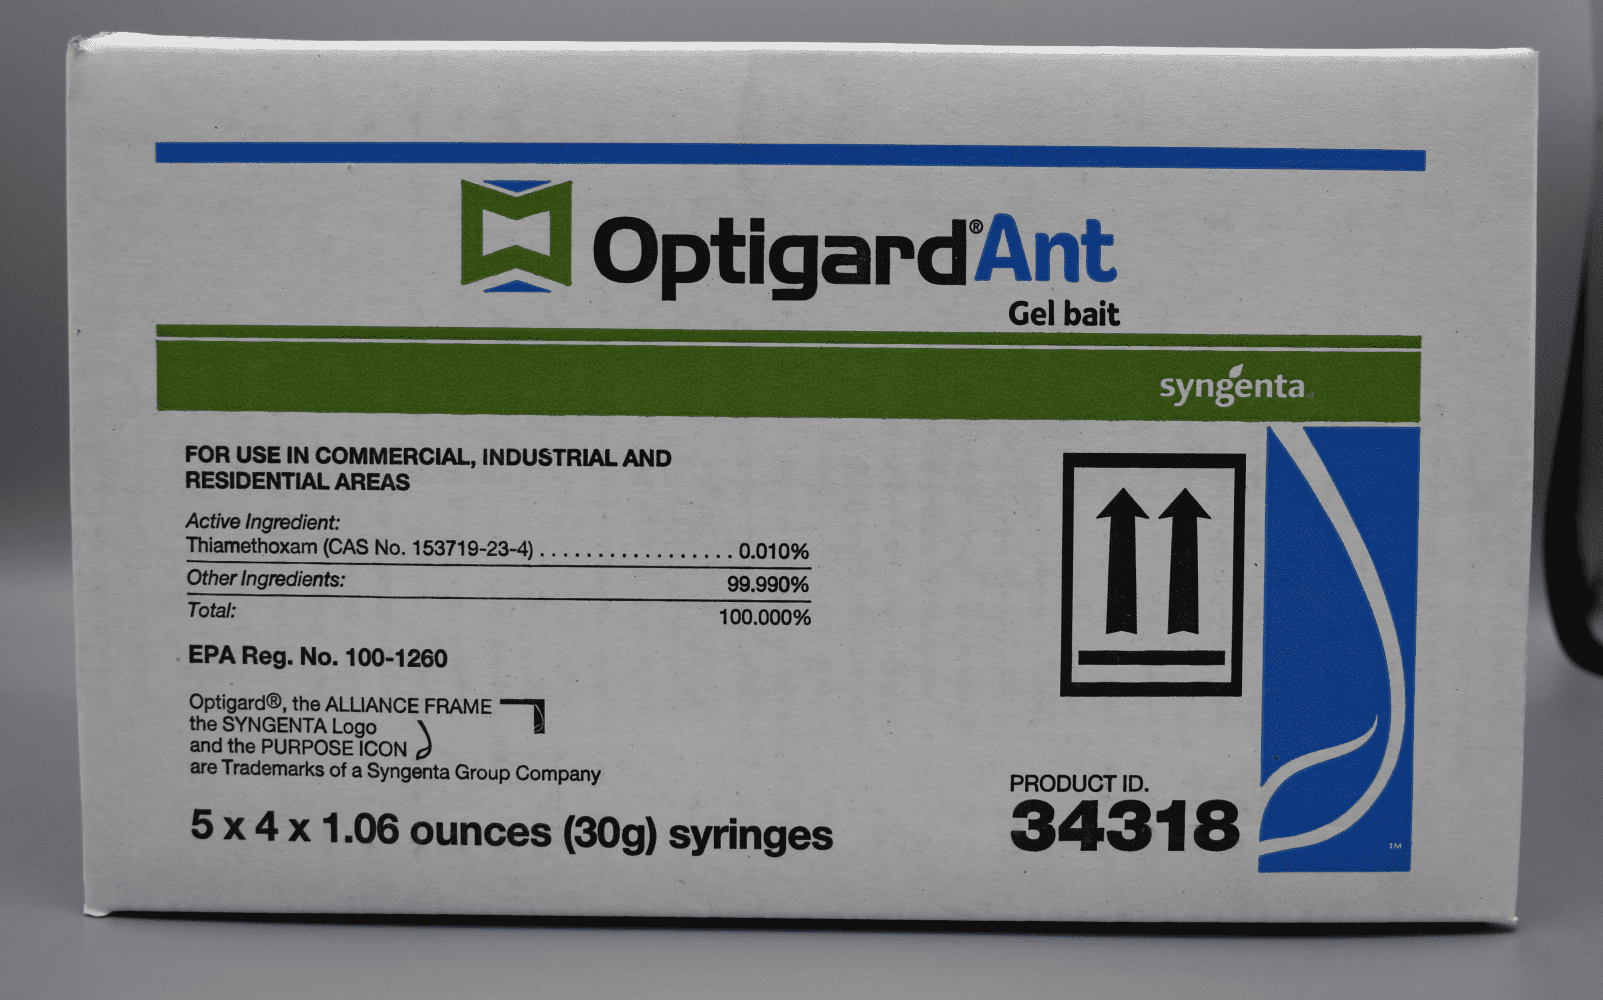 Optigard® Ant
Gel bait
syngenta
FOR USE IN COMMERCIAL, INDUSTRIAL AND
RESIDENTIAL AREAS
Active Ingredient:
Thiamethoxam (CAS No. 153719-23-4) . . . . . . . . . . . . . . . . . 0.010%
Other Ingredients: 99.990%
Total: 100.000%
EPA Reg. No. 100-1260
Optigard®, the ALLIANCE FRAME
the SYNGENTA Logo
and the PURPOSE ICON
are Trademarks of a Syngenta Group Company
5 x 4 x 1.06 ounces (30g) syringes
PRODUCT ID.
34318
TM